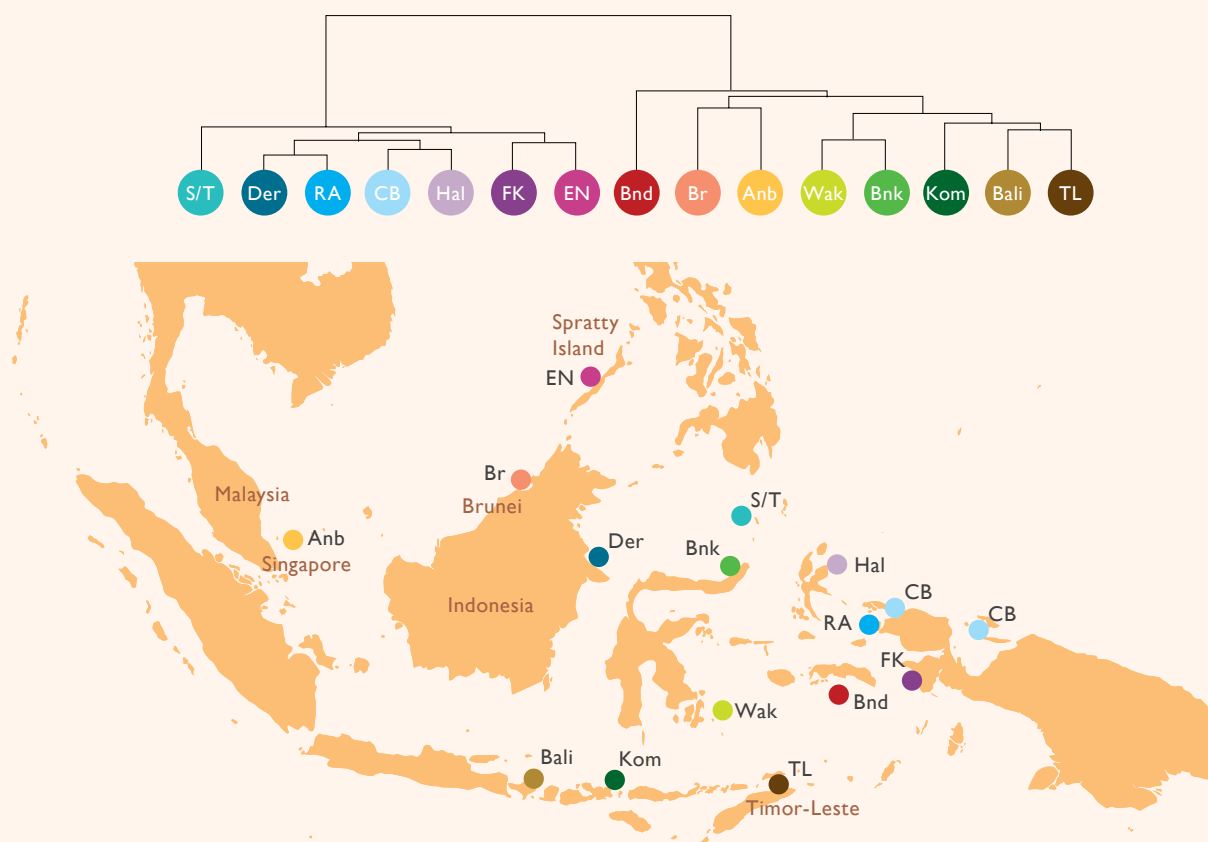 S/T Der RA CB Hal FK EN Bnd Br Anb Wak Bnk Kom Bali TL
Spratty
Island
EN
Br
Malaysia
Brunei
S/T
Anb
Der
Bnk
Singapore
Hal
CB
Indonesia
CB
RA
FK
Bnd
Wak
Bali
Kom
TL
Timor-Leste